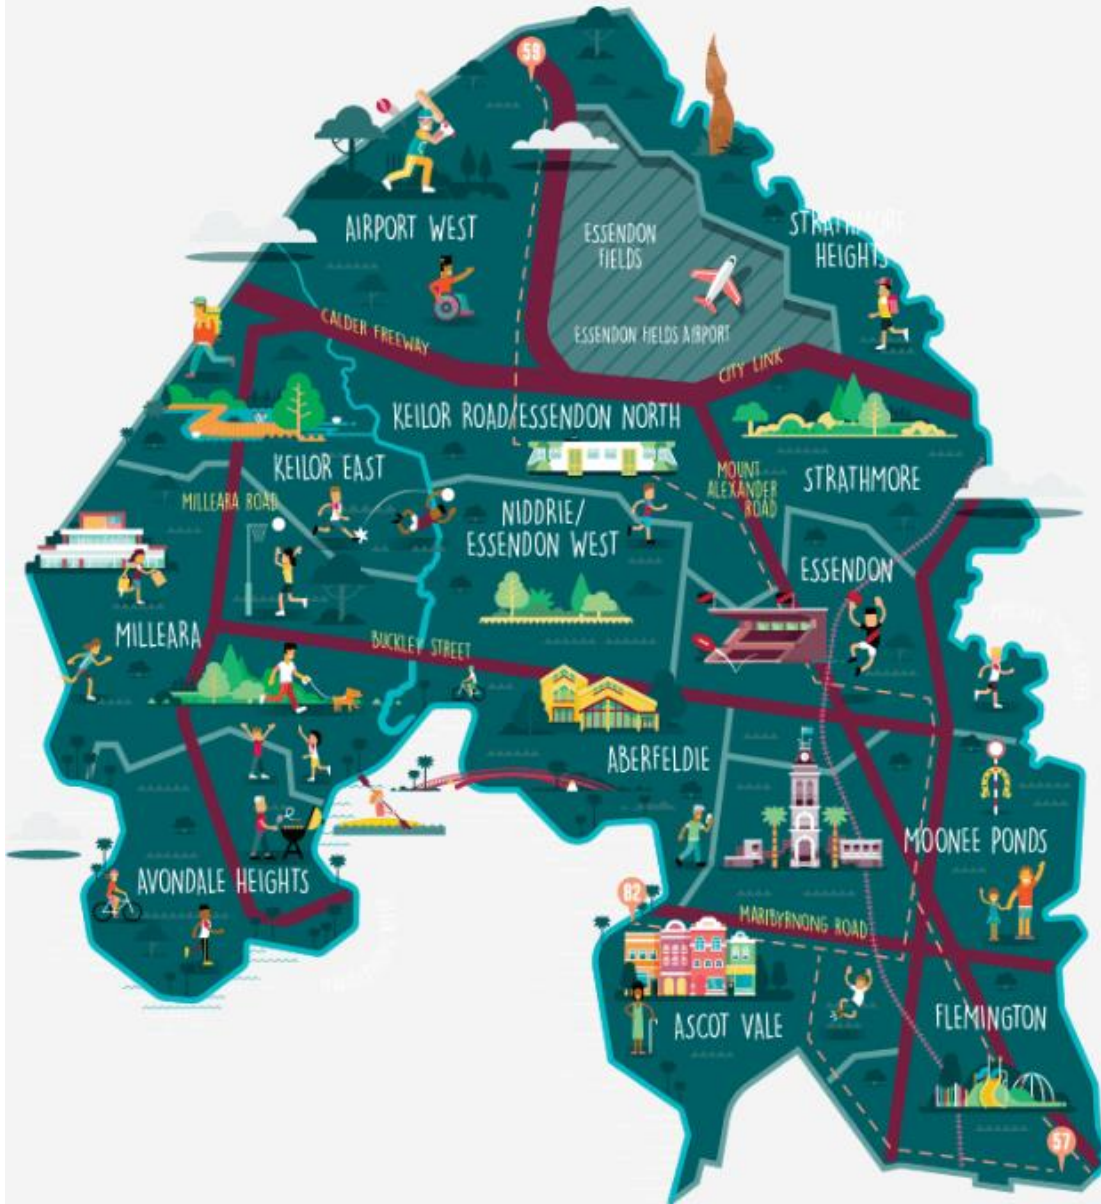 59
AIRPORT WEST
ESSENDON
FIELDS
STRATHMORE
HEIGHTS
ESSENDON FIELDS AIRPORT
CALDER FREEWAY
CITY LINK
KEILOR ROAD/ESSENDON NORTH
KEILOR EAST
MOUNT
ALEXANDER
ROAD
STRATHMORE
MILLEARA ROAD
NIDDRIE/
ESSENDON WEST
ESSENDON
MILLEARA
BUCKLEY STREET
ABERFELDIE
MOONEE PONDS
AVONDALE HEIGHTS
82
MARIBYRNONG ROAD
ASCOT VALE
FLEMINGTON
57